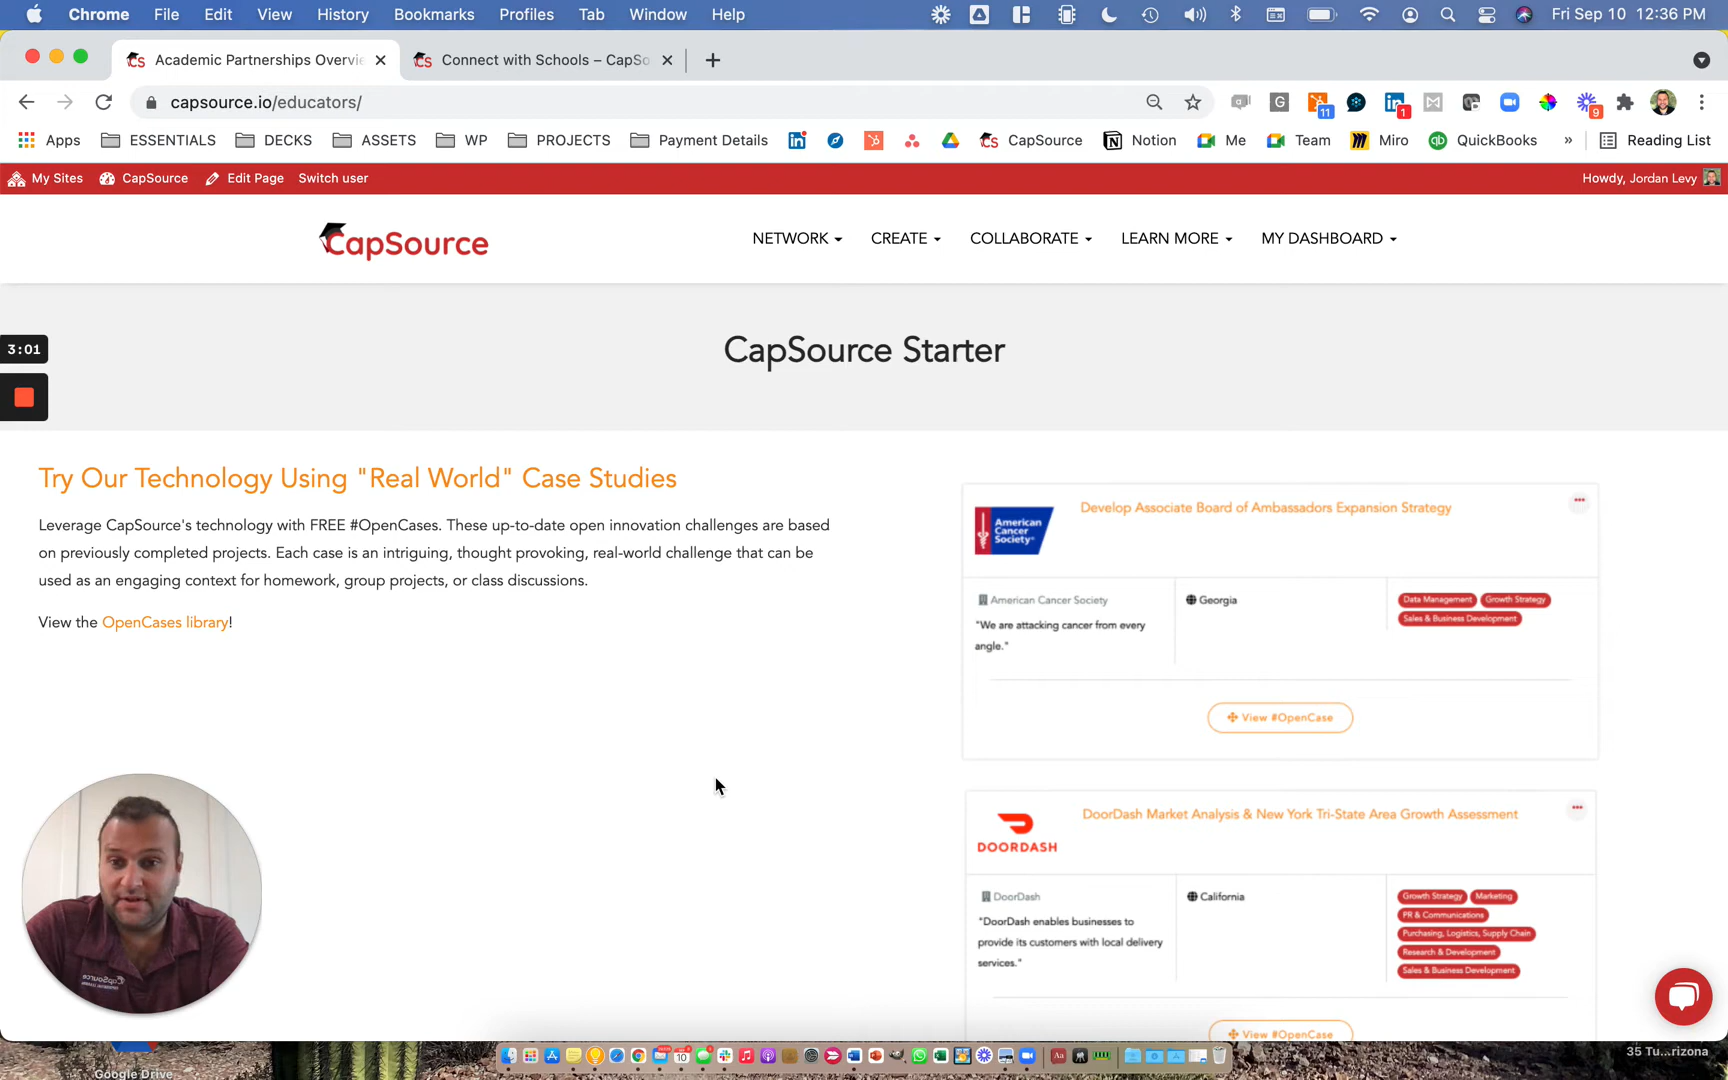 Chrome File Edit View History Bookmarks Profiles Tab Window Help Fri Sep 10 12:36 PM
Academic Partnerships Overvie Connect with Schools – CapSo
capsource.io/educators/
11 1 9
Apps ESSENTIALS DECKS ASSETS WP PROJECTS Payment Details CapSource Notion Me Team Miro QuickBooks » Reading List
My Sites CapSource Edit Page Switch user Howdy, Jordan Levy
CapSource NETWORK CREATE COLLABORATE LEARN MORE MY DASHBOARD
CapSource Starter
3:01
Try Our Technology Using "Real World" Case Studies
Leverage CapSource's technology with FREE #OpenCases. These up-to-date open innovation challenges are based
on previously completed projects. Each case is an intriguing, thought provoking, real-world challenge that can be
used as an engaging context for homework, group projects, or class discussions.
View the OpenCases library!
American Cancer Society
Develop Associate Board of Ambassadors Expansion Strategy
American Cancer Society
"We are attacking cancer from every
angle."
Georgia
Data Management Growth Strategy
Sales & Business Development
View #OpenCase
DOORDASH
DoorDash Market Analysis & New York Tri-State Area Growth Assessment
DoorDash
"DoorDash enables businesses to
provide its customers with local delivery
services."
California
Growth Strategy Marketing
PR & Communications
Purchasing, Logistics, Supply Chain
Research & Development
Sales & Business Development
View #OpenCase
Google Drive
35 Tu...rizona